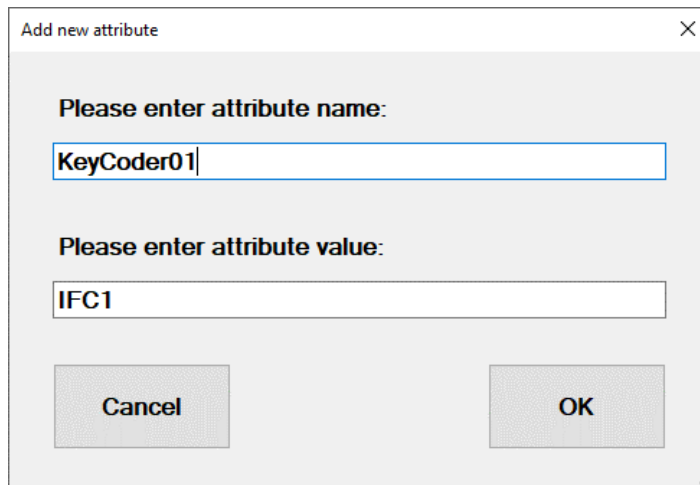 Add new attribute
Please enter attribute name:
KeyCoder01
Please enter attribute value:
IFC1
Cancel OK